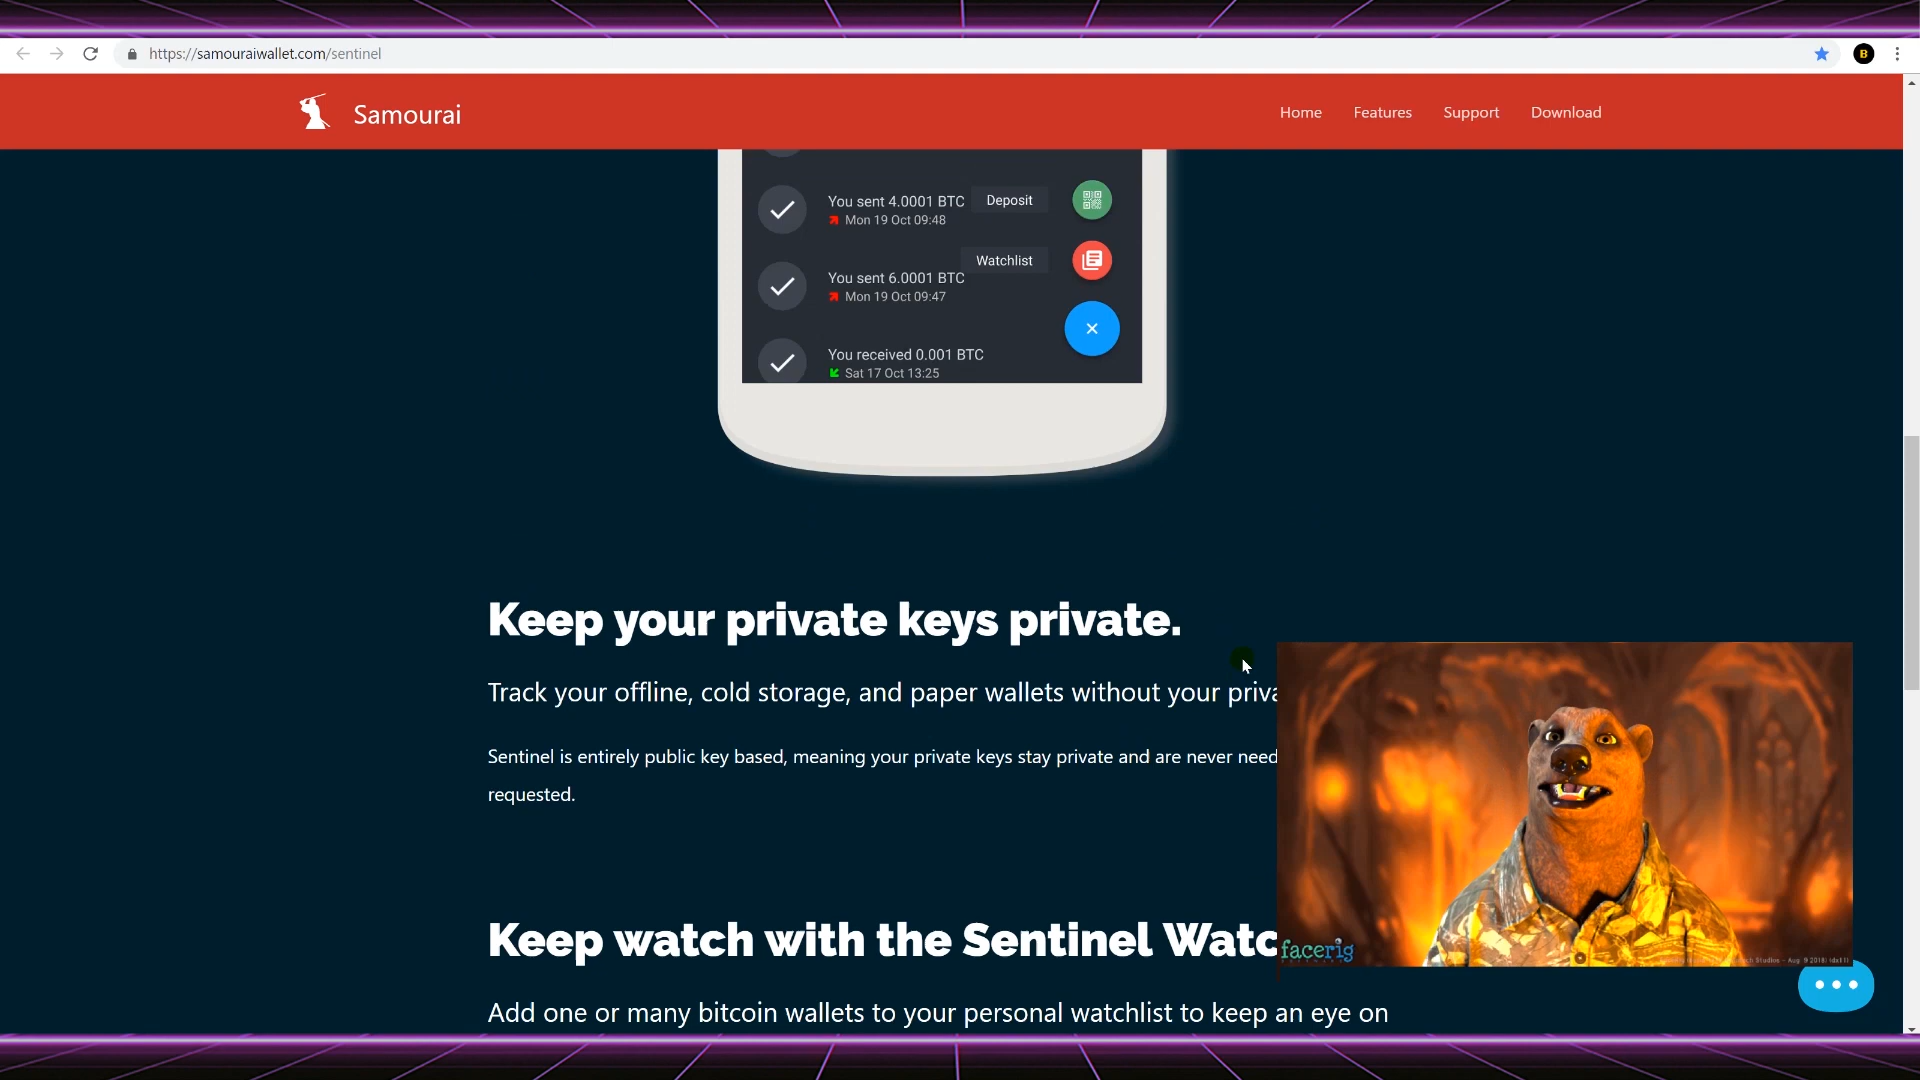 https://samouraiwallet.com/sentinel
B
Samourai
Home Features Support Download
You sent 4.0001 BTC
Mon 19 Oct 09:48
Deposit
Watchlist
You sent 6.0001 BTC
Mon 19 Oct 09:47
You received 0.001 BTC
Sat 17 Oct 13:25
Keep your private keys private.
Track your offline, cold storage, and paper wallets without your priva
Sentinel is entirely public key based, meaning your private keys stay private and are never need
requested.
Keep watch with the Sentinel Watc
facerig
Studios - Aug 9 2018
Add one or many bitcoin wallets to your personal watchlist to keep an eye on